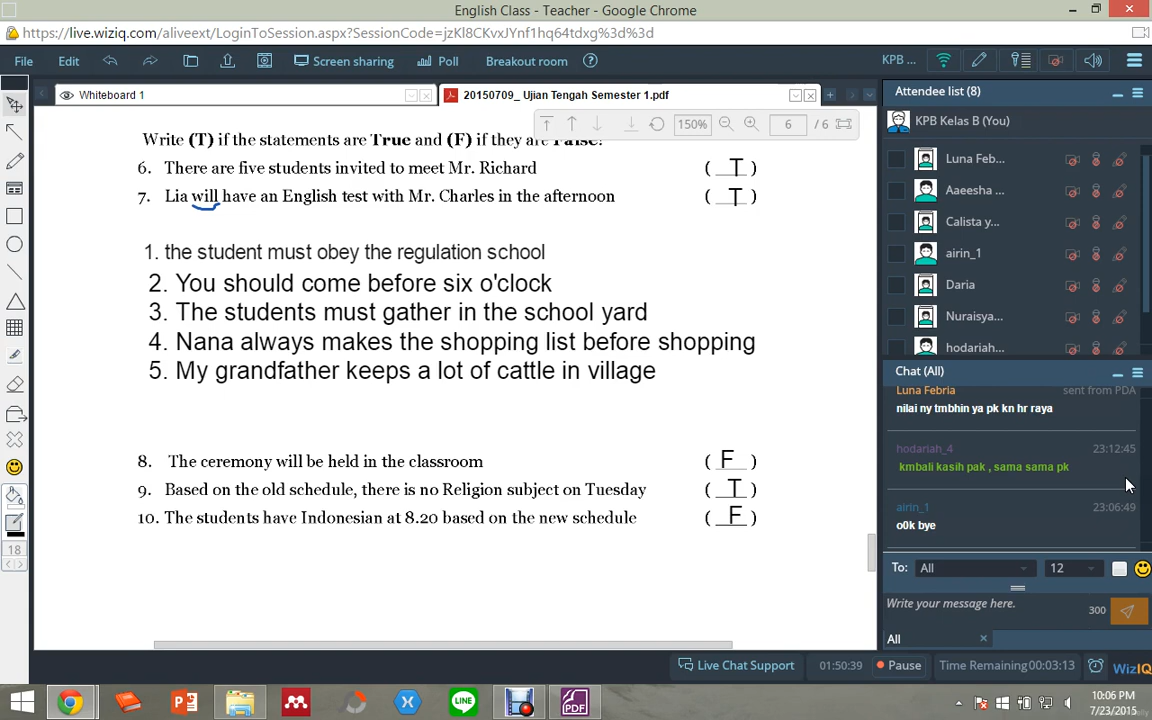 English Class - Teacher - Google Chrome
https://live.wiziq.com/aliveext/LoginToSession.aspx?SessionCode=jzKl8CKvxJYnf1hq64tdxg%3d%3d
File Edit Screen sharing Poll Breakout room KPB ...
Whiteboard 1 20150709_ Ujian Tengah Semester 1.pdf
Attendee list (8)
150% 6 / 6
KPB Kelas B (You)
Luna Feb...
Aaeesha ...
Calista y...
airin_1
Daria
Nuraisya...
hodariah...
Write (T) if the statements are True and (F) if they are False!
6. There are five students invited to meet Mr. Richard ( T )
7. Lia will have an English test with Mr. Charles in the afternoon ( T )
1. the student must obey the regulation school
2. You should come before six o'clock
3. The students must gather in the school yard
4. Nana always makes the shopping list before shopping
5. My grandfather keeps a lot of cattle in village
8. The ceremony will be held in the classroom ( F )
9. Based on the old schedule, there is no Religion subject on Tuesday ( T )
10. The students have Indonesian at 8.20 based on the new schedule ( F )
Chat (All)
Luna Febria sent from PDA
nilai ny tmbhin ya pk kn hr raya
hodariah_4 23:12:45
kmbali kasih pak , sama sama pk
airin_1 23:06:49
o0k bye
To: All 12
Write your message here. 300
All
18
Live Chat Support 01:50:39 Pause Time Remaining00:03:13 WizIQ
LINE PDF
10:06 PM
7/23/2015